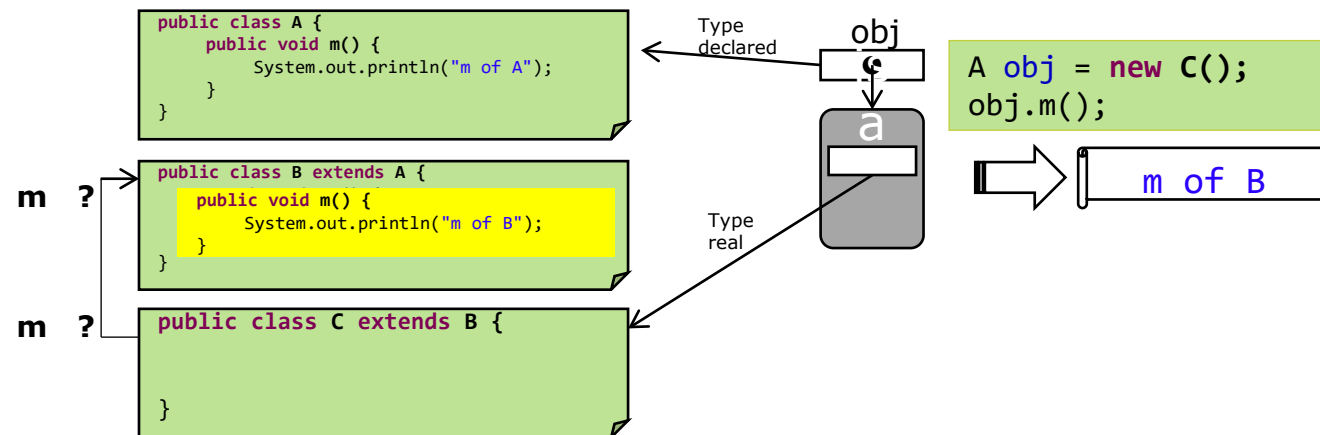 public class A {
public void m() {
System.out.println("m of A");
}
}
Type
declared
obj
a
A obj = new C();
obj.m();
m of B
m ?
public class B extends A {
public void m() {
System.out.println("m of B");
}
}
Type
real
m ?
public class C extends B {
}